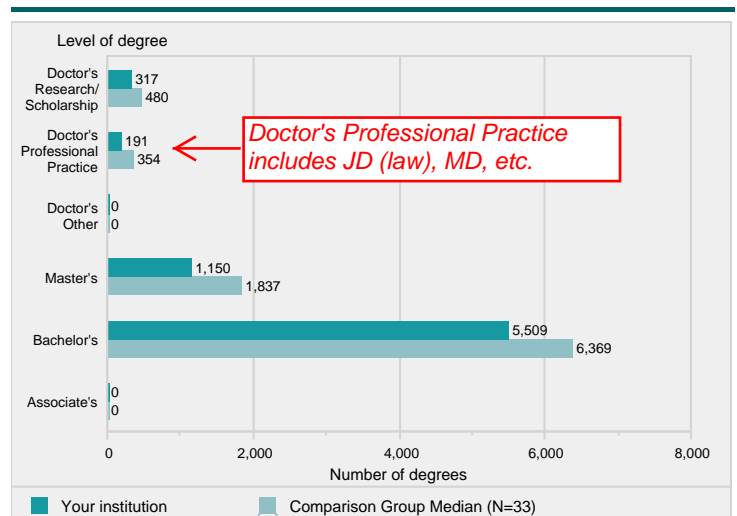 Level of degree
Doctor's
Research/
Scholarship
317
480
Doctor's
Professional
Practice
191
354
Doctor's Professional Practice
includes JD (law), MD, etc.
Doctor's
Other
0
0
Master's
1,150
1,837
Bachelor's
5,509
6,369
Associate's
0
0
0 2,000 4,000 6,000 8,000
Number of degrees
Your institution Comparison Group Median (N=33)